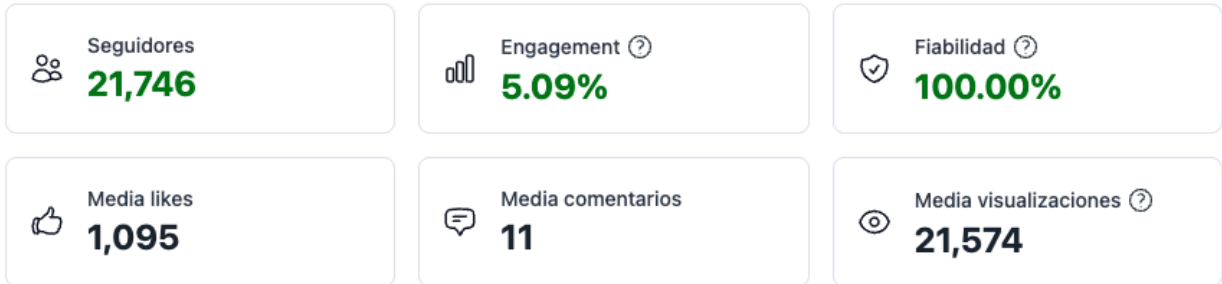 Seguidores
21,746
Engagement
5.09%
Fiabilidad
100.00%
Media likes
1,095
Media comentarios
11
Media visualizaciones
21,574